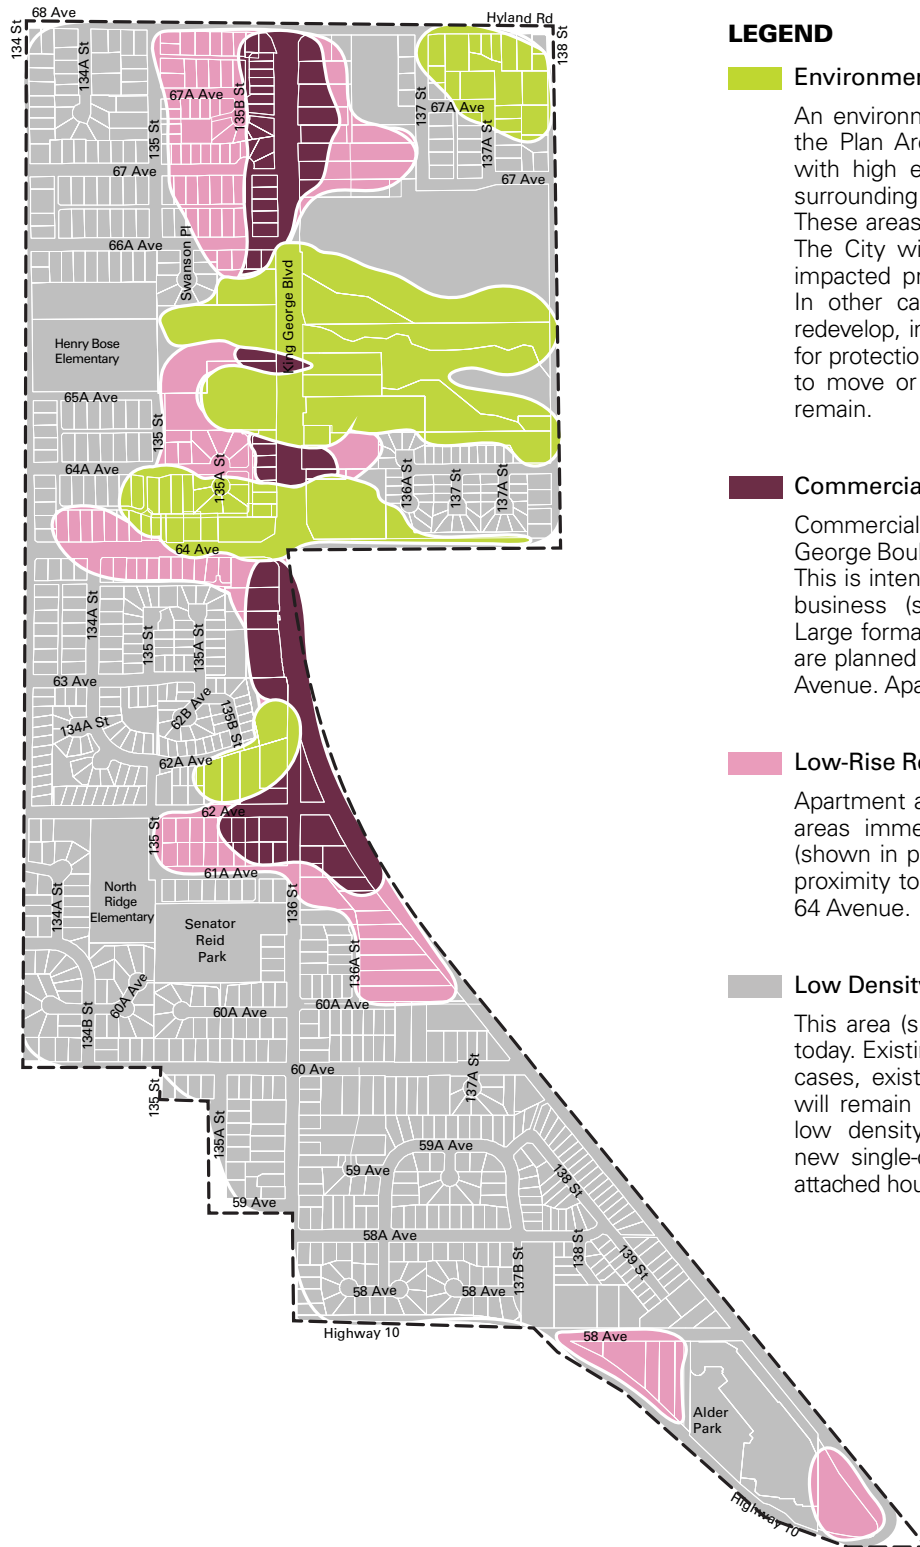 68 Ave
Hyland Rd
134 St
138 St
134A St
67A Ave
135B St
135 St
137 St
67A Ave
137A St
67 Ave
67 Ave
66A Ave
Swanson Pl
King George Blvd
Henry Bose
Elementary
65A Ave
135 St
64A Ave
135A St
136A St
137 St
137A St
64 Ave
134A St
135 St
135A St
63 Ave
62B Ave
135B St
134A St
62A Ave
62 Ave
135 St
61A Ave
134A St
North
Ridge
Elementary
136 St
Senator
Reid
Park
136A St
60A Ave
60A Ave
60A Ave
134B St
60 Ave
137A St
135 St
135A St
59A Ave
59 Ave
138 St
59 Ave
58A Ave
137B St
138 St
139 St
58 Ave
58 Ave
Highway 10
58 Ave
Alder
Park
Highway 10
LEGEND
Environme
An environ
the Plan Are
with high e
surrounding
These areas
The City wi
impacted pr
In other ca
redevelop, in
for protection
to move or
remain.
Commercia
Commercial
George Boul
This is inten
business (s
Large forma
are planned
Avenue. Apa
Low-Rise Re
Apartment a
areas imme
(shown in p
proximity to
64 Avenue.
Low Density
This area (s
today. Existin
cases, exist
will remain
low density
new single-
attached hou